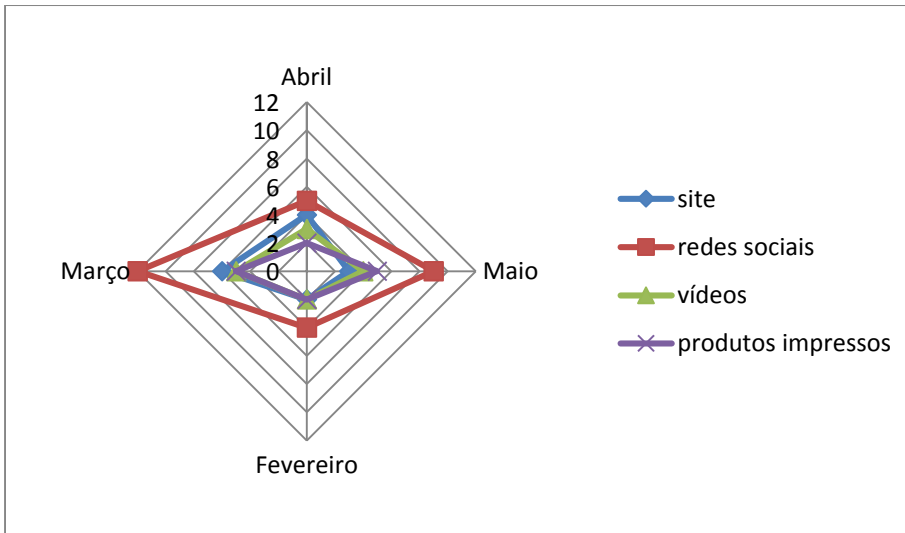 Abril
12
10
8
6
4
2
0
Março
Maio
Fevereiro
site
redes sociais
vídeos
produtos impressos